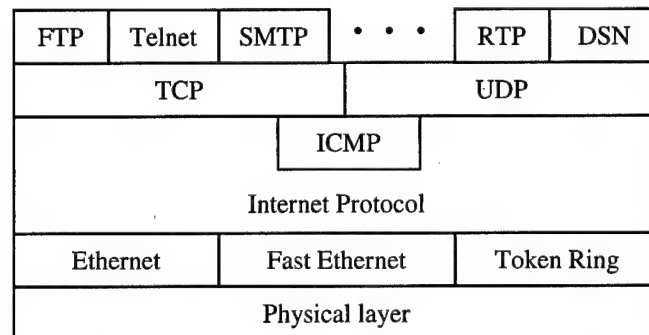 FTP Telnet SMTP · · · RTP DSN
TCP UDP
ICMP
Internet Protocol
Ethernet Fast Ethernet Token Ring
Physical layer